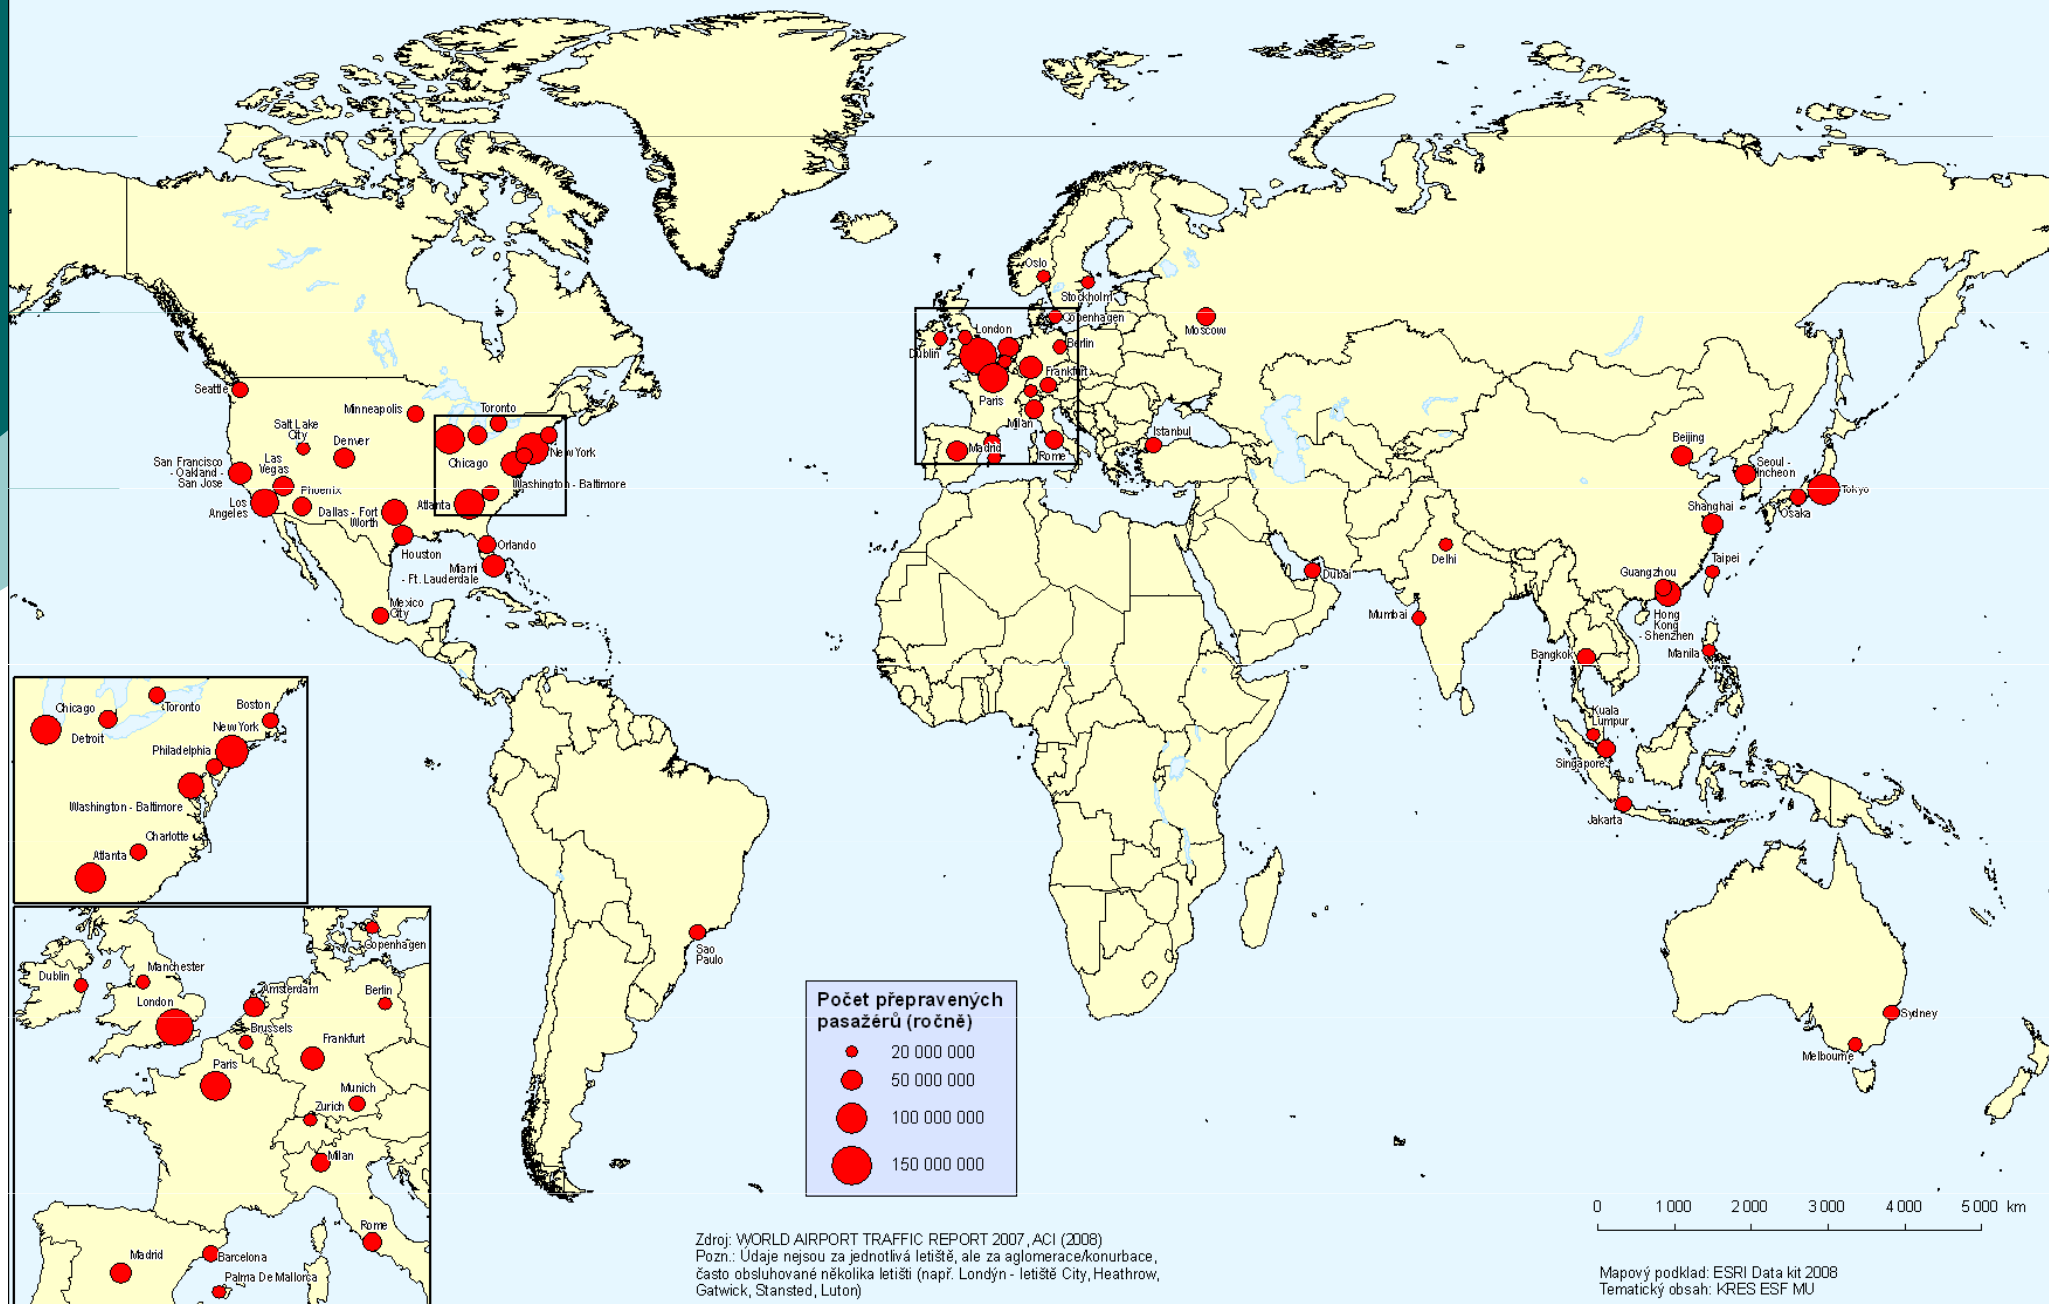 Oslo
Stockholm
Copenhagen
Moscow
London
Dublin
Berlin
Frankfurt
Paris
Milan
Madrid
Rome
Istanbul
Seattle
Minneapolis
Toronto
Salt Lake
City
Denver
San Francisco
- Oakland -
San Jose
Las
Vegas
Phoenix
Los
Angeles
Dallas - Fort
Worth
Chicago
New York
Washington - Baltimore
Atlanta
Houston
Orlando
Miami
- Ft. Lauderdale
Mexico
City
Beijing
Seoul -
Incheon
Tokyo
Osaka
Shanghai
Taipei
Delhi
Dubai
Guangzhou
Hong
Kong
- Shenzhen
Mumbai
Bangkok
Manila
Kuala
Lumpur
Singapore
Jakarta
Sao
Paulo
Sydney
Melbourne
Chicago
Toronto
Boston
Detroit
New York
Philadelphia
Washington - Baltimore
Charlotte
Atlanta
Copenhagen
Dublin
Manchester
Amsterdam
Berlin
London
Brussels
Frankfurt
Paris
Munich
Zurich
Milan
Rome
Madrid
Barcelona
Palma De Mallorca
Počet přepravených
pasažérů (ročně)
20 000 000
50 000 000
100 000 000
150 000 000
0 1 000 2 000 3 000 4 000 5 000 km
Zdroj: WORLD AIRPORT TRAFFIC REPORT 2007, ACI (2008)
Pozn.: Údaje nejsou za jednotlivá letiště, ale za aglomerace/konurbace,
často obsluhované několika letišti (např. Londýn - letiště City, Heathrow,
Gatwick, Stansted, Luton)
Mapový podklad: ESRI Data kit 2008
Tematický obsah: KRES ESF MU